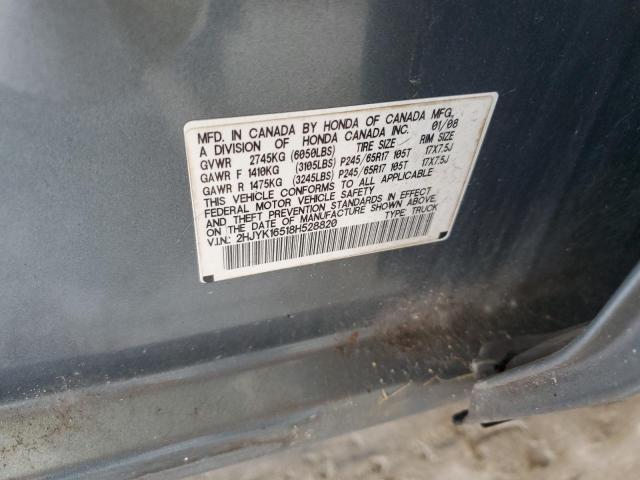 MFD. IN CANADA BY HONDA OF CANADA MFG.,
A DIVISION OF HONDA CANADA INC. 01/08
GVWR 2745KG (6050LBS) TIRE SIZE RIM SIZE
GAWR F 1410KG (3105LBS) P245/65R17 105T 17X7.5J
GAWR R 1475KG (3245LBS) P245/65R17 105T 17X7.5J
THIS VEHICLE CONFORMS TO ALL APPLICABLE
FEDERAL MOTOR VEHICLE SAFETY
AND THEFT PREVENTION STANDARDS IN EFFECT
ON THE DATE OF MANUFACTURE SHOWN ABOVE.
V.I.N.: 2HJYK16518H528820 TYPE: TRUCK